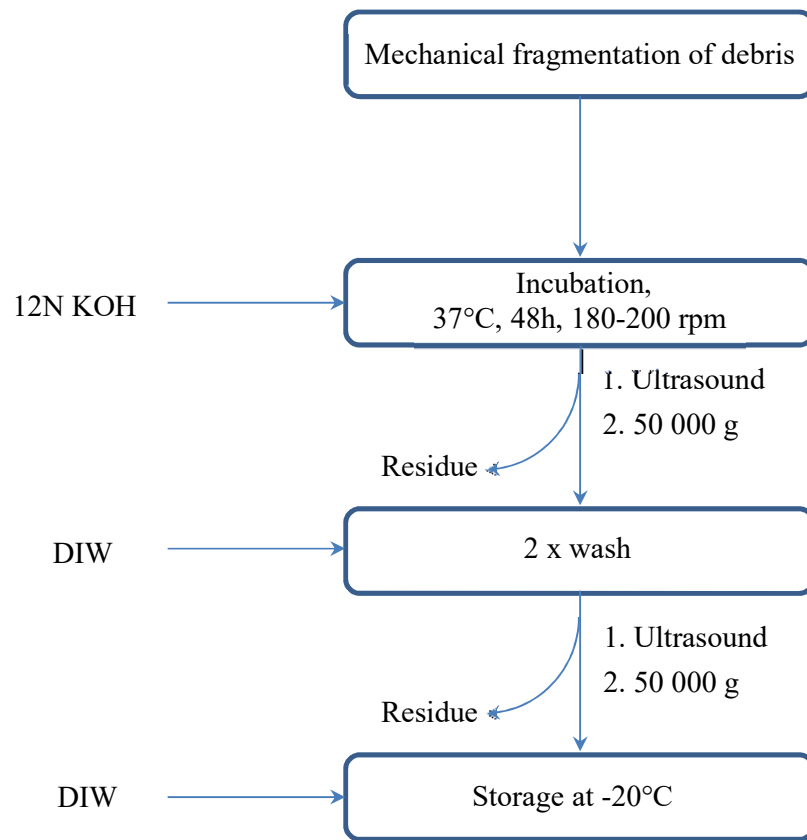 Mechanical fragmentation of debris
Incubation,
12N KOH
37°C, 48h, 180-200 rpm
1. Ultrasound
2. 50 000 g
Residue
DIW
2 x wash
1. Ultrasound
2. 50 000 g
Residue
DIW
Storage at -20°C